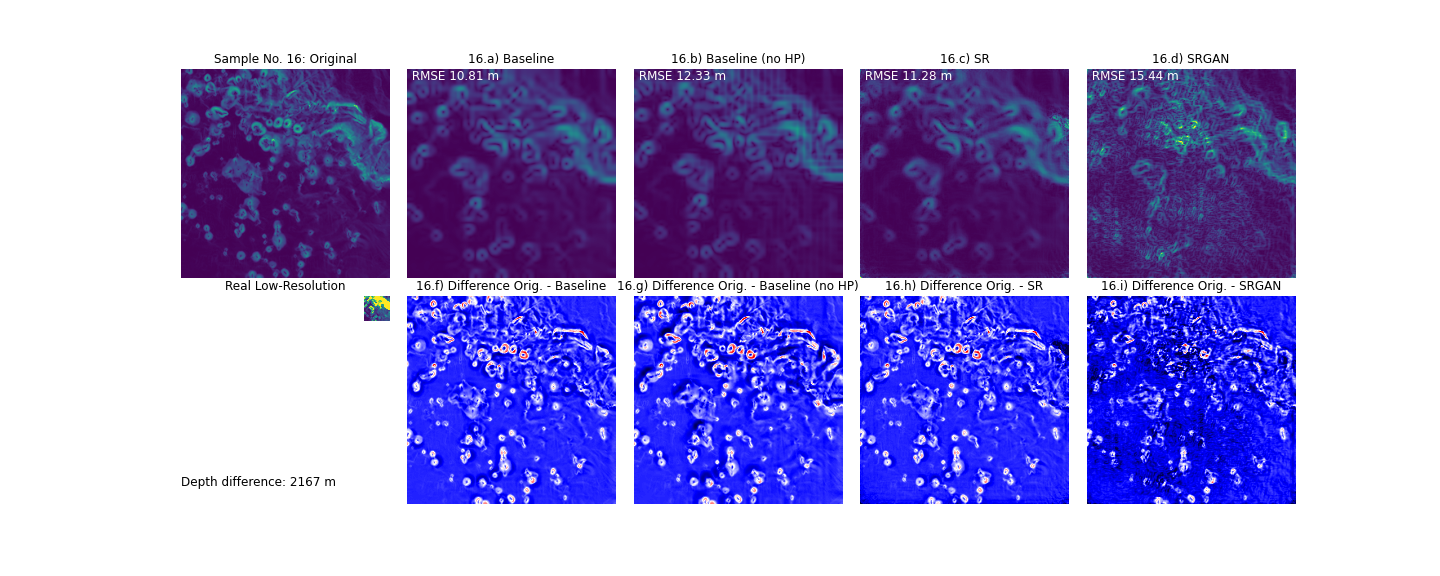 Sample No. 16: Original
16.a) Baseline
16.b) Baseline (no HP)
16.c) SR
16.d) SRGAN
RMSE 10.81 m
RMSE 12.33 m
RMSE 11.28 m
RMSE 15.44 m
Real Low-Resolution
16.f) Difference Orig. - Baseline
16.g) Difference Orig. - Baseline (no HP)
16.h) Difference Orig. - SR
16.i) Difference Orig. - SRGAN
Depth difference: 2167 m